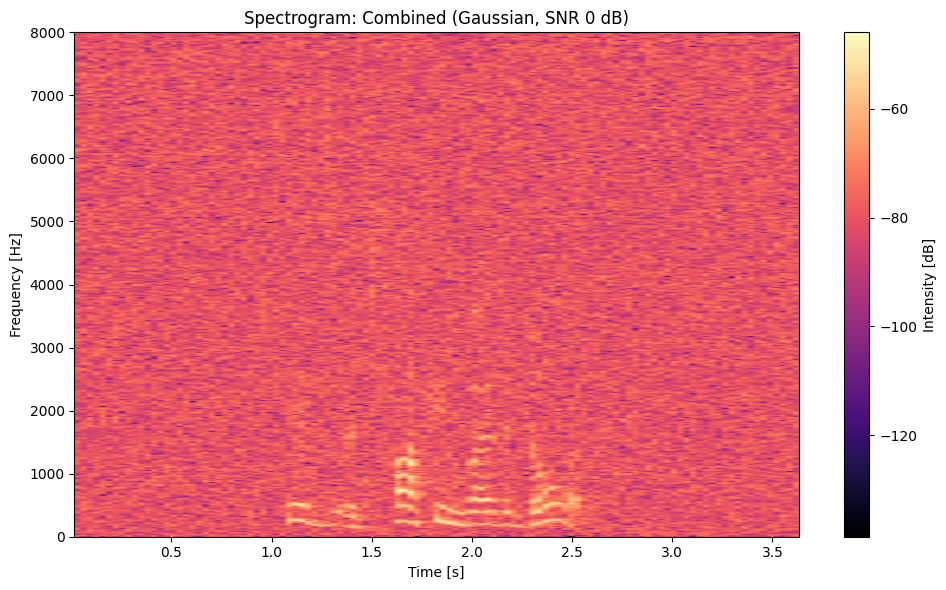 Spectrogram: Combined (Gaussian, SNR 0 dB)
8000
7000
6000
5000
4000
3000
2000
1000
0
Frequency [Hz]
0.5 1.0 1.5 2.0 2.5 3.0 3.5
Time [s]
−60
−80
−100
−120
Intensity [dB]